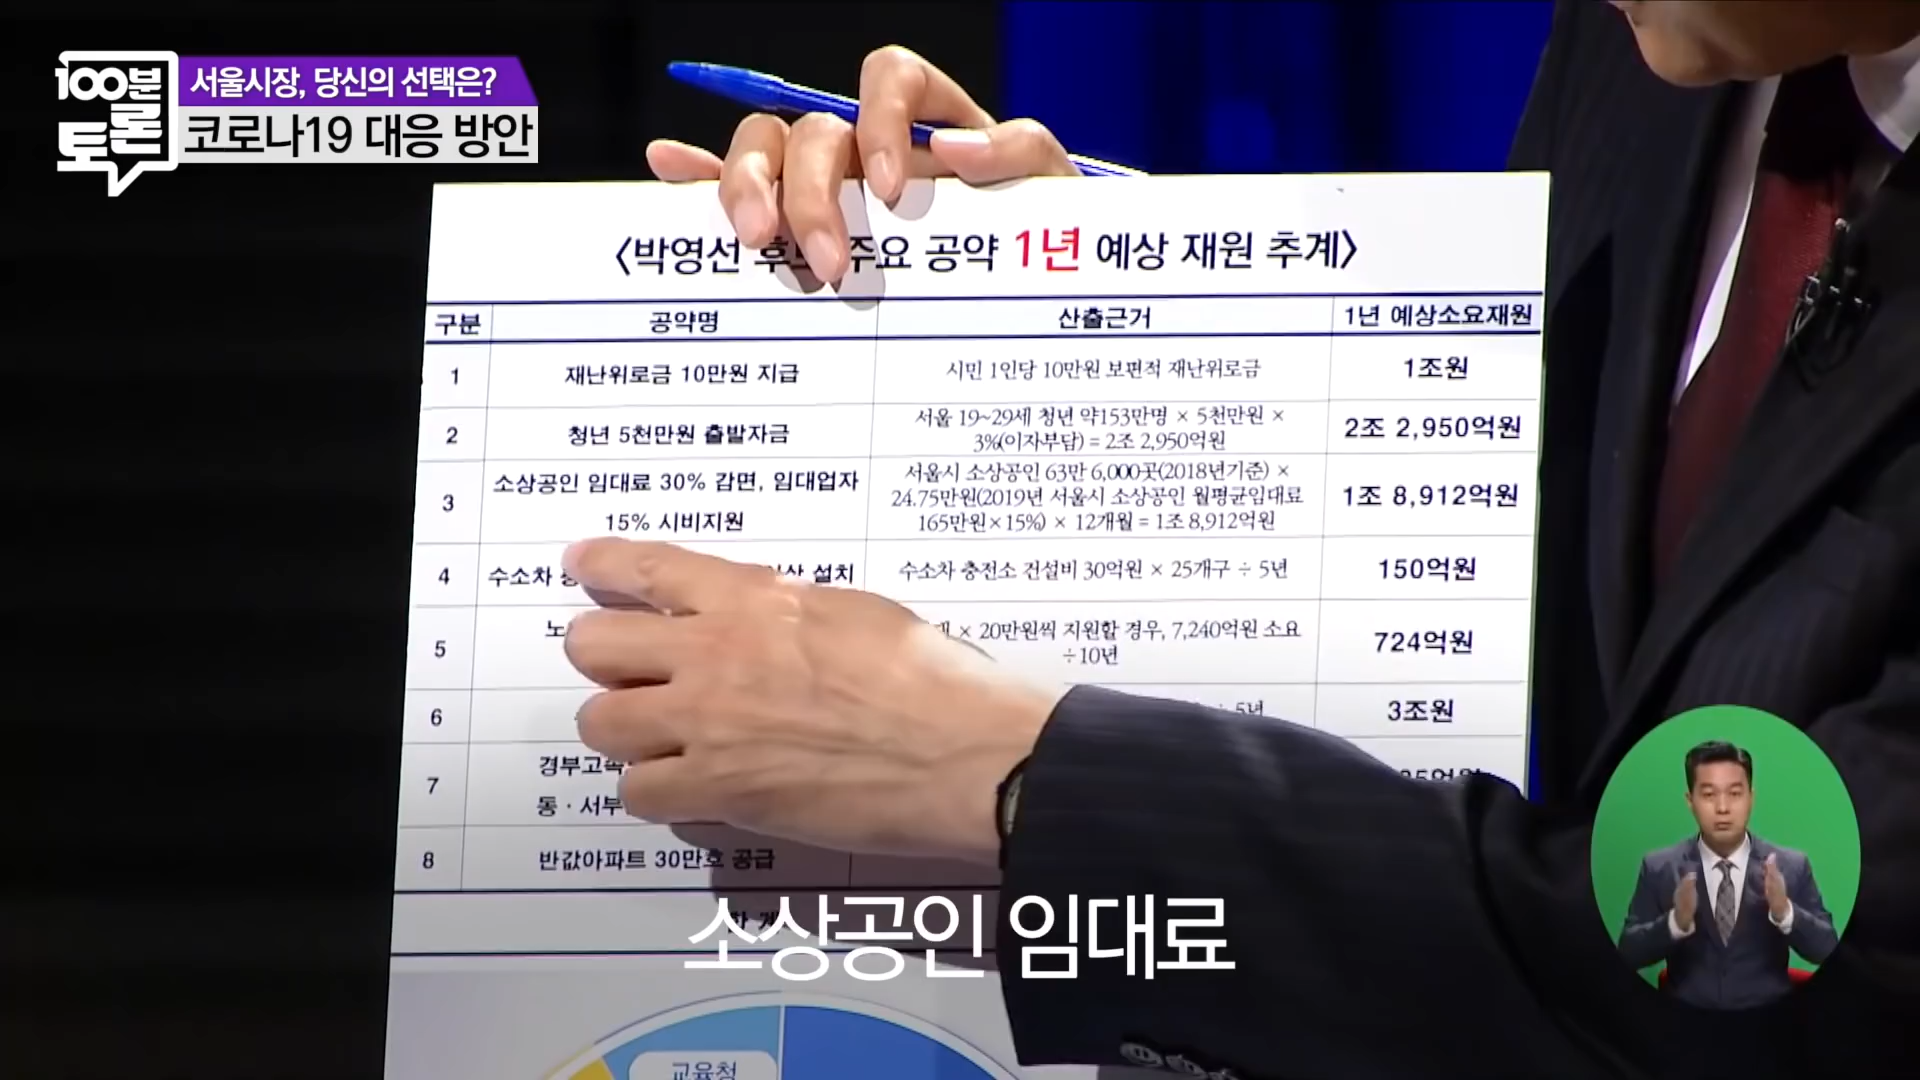 100분
토론
서울시장, 당신의 선택은?
코로나19 대응 방안
〈박영선 주요 공약 1년 예상 재원 추계〉
구분 공약명 산출근거 1년 예상소요재원
1 재난위로금 10만원 지급 시민 1인당 10만원 보편적 재난위로금 1조원
2 청년 5천만원 출발자금 서울 19~29세 청년 약153만명 × 5천만원 ×
3%(이자부담) = 2조 2,950억원 2조 2,950억원
3 소상공인 임대료 30% 감면, 임대업자
15% 시비지원
서울시 소상공인 63만 6,000곳(2018년기준) ×
24.75만원(2019년 서울시 소상공인 월평균임대료
165만원×15%) × 12개월 = 1조 8,912억원
1조 8,912억원
4 수소차 설치 수소차 충전소 건설비 30억원 × 25개구 ÷ 5년 150억원
5 × 20만원씩 지원할 경우, 7,240억원 소요
÷10년 724억원
6 ÷ 5년 3조원
7 경부고속
동·서부
8 반값아파트 30만호 공급
소상공인 임대료
교육청